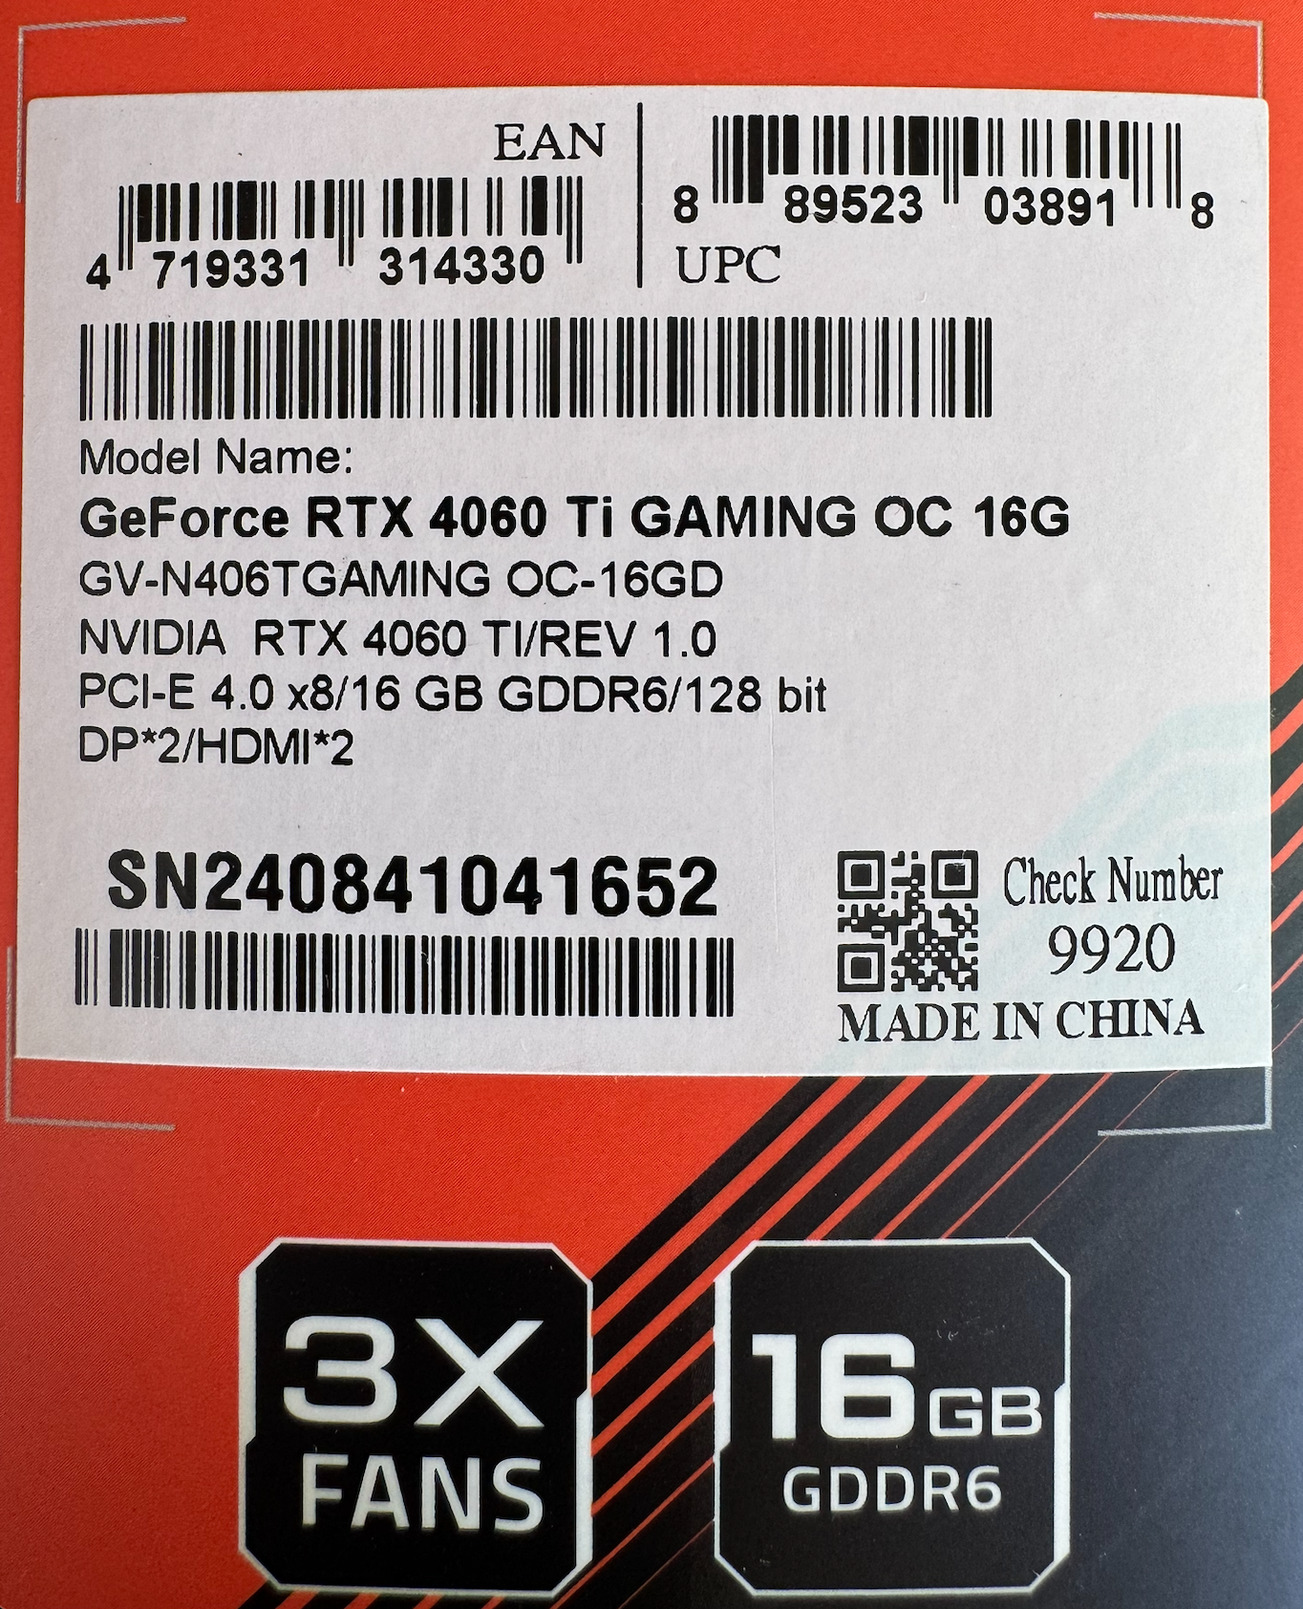 EAN
4 719331 314330
8 89523 03891 8
UPC
Model Name:
GeForce RTX 4060 Ti GAMING OC 16G
GV-N406TGAMING OC-16GD
NVIDIA RTX 4060 TI/REV 1.0
PCI-E 4.0 x8/16 GB GDDR6/128 bit
DP*2/HDMI*2
SN240841041652
Check Number
9920
MADE IN CHINA
3X
FANS
16GB
GDDR6